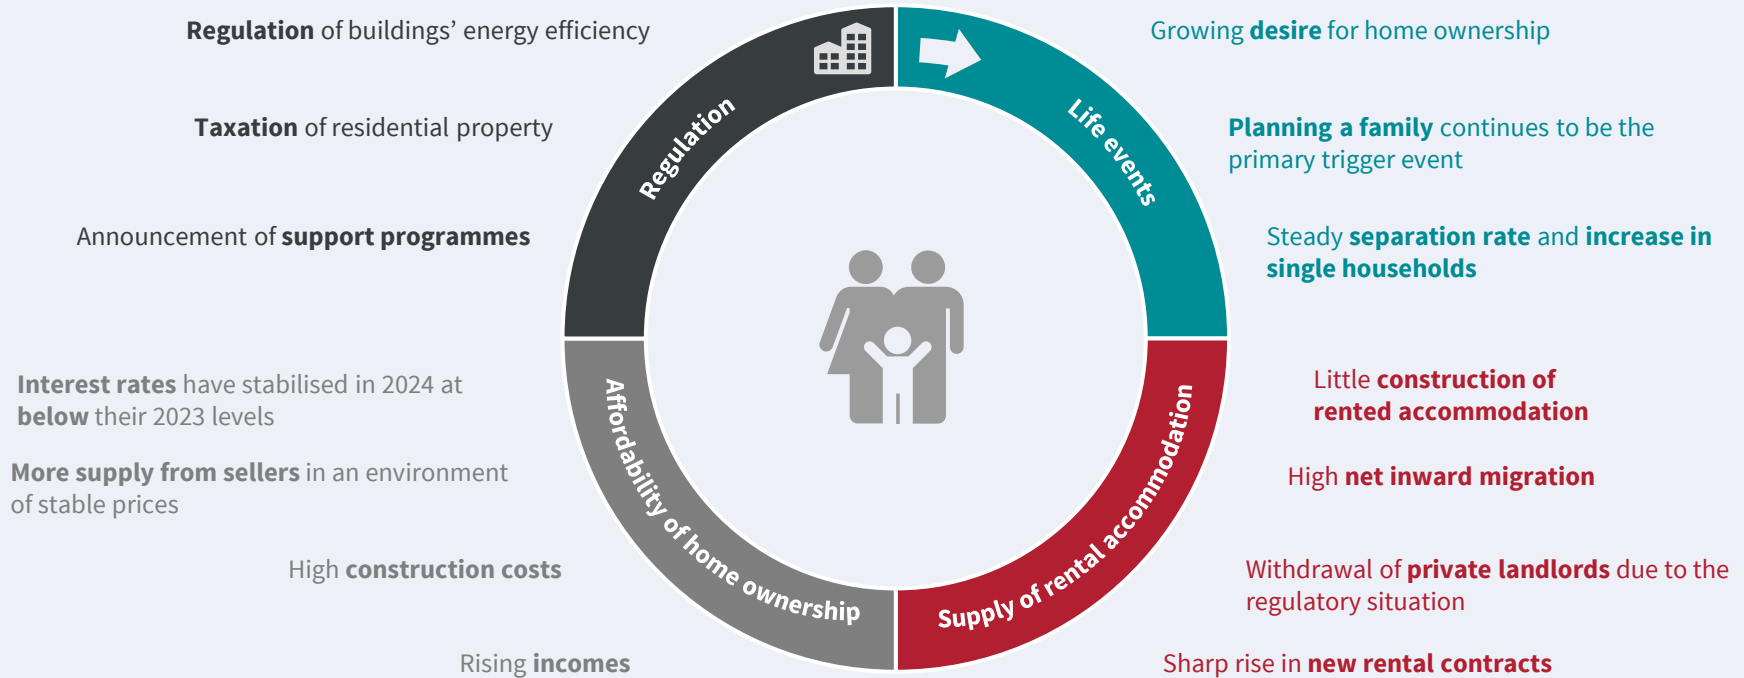 Regulation of buildings’ energy efficiency
Taxation of residential property
Announcement of support programmes
Regulation
Life events
Growing desire for home ownership
Planning a family continues to be the
primary trigger event
Steady separation rate and increase in
single households
Interest rates have stabilised in 2024 at
below their 2023 levels
More supply from sellers in an environment
of stable prices
High construction costs
Rising incomes
Affordability of home ownership
Supply of rental accommodation
Little construction of
rented accommodation
High net inward migration
Withdrawal of private landlords due to the
regulatory situation
Sharp rise in new rental contracts